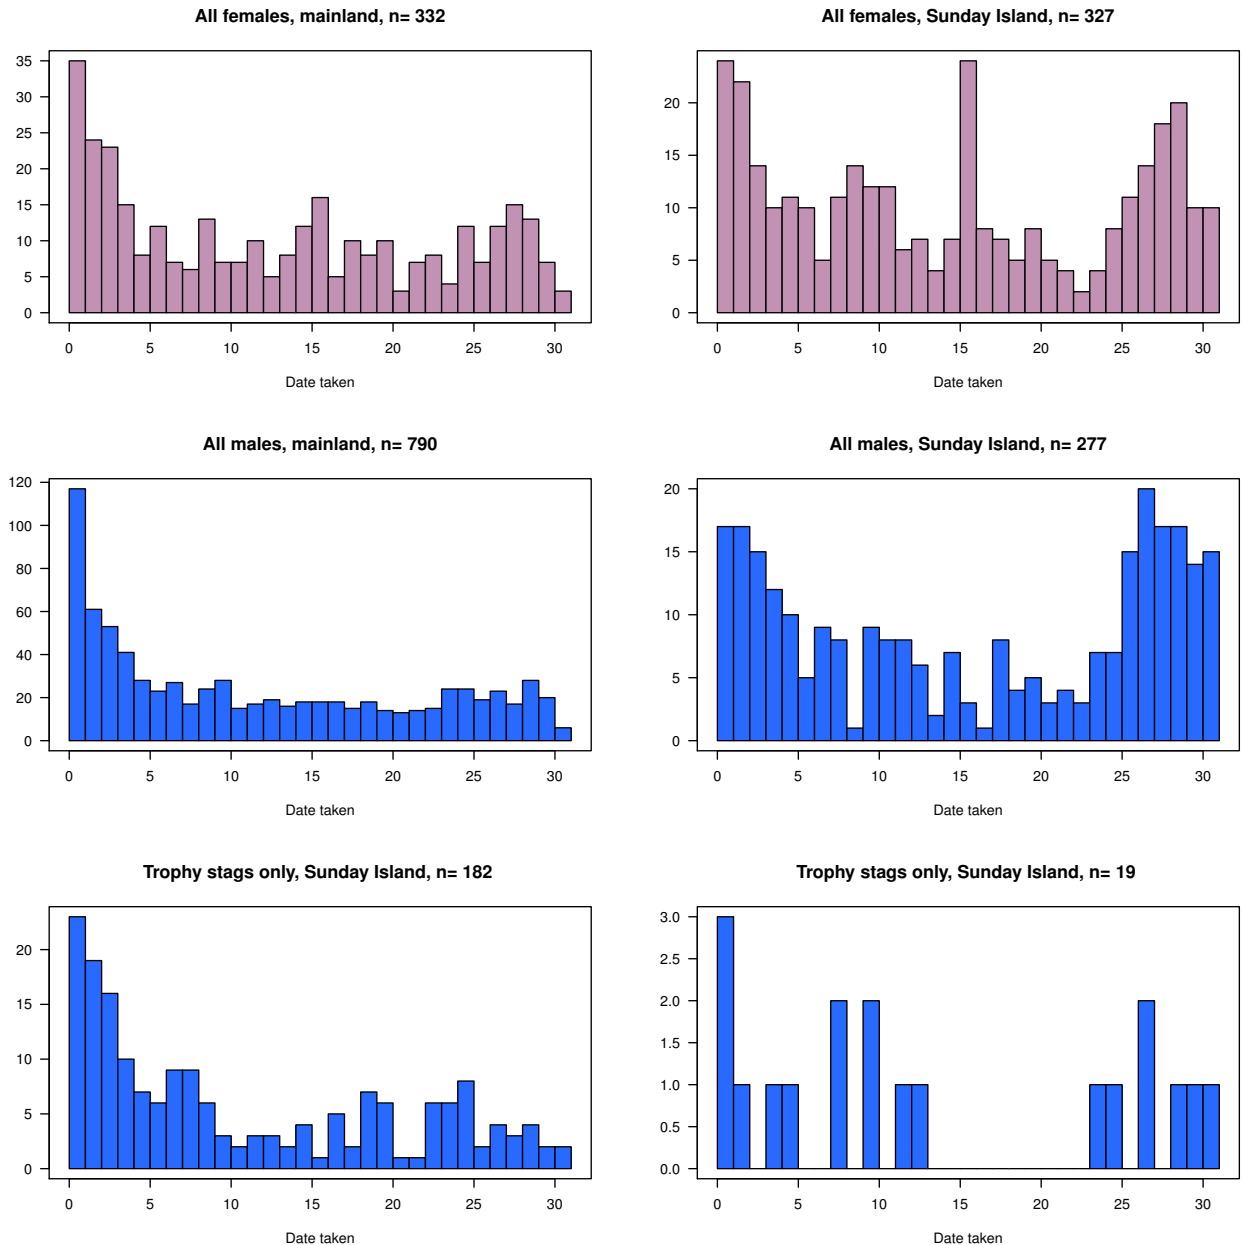 All females, mainland, n= 332
35
30
25
20
15
10
5
0
0 5 10 15 20 25 30
Date taken
All females, Sunday Island, n= 327
20
15
10
5
0
0 5 10 15 20 25 30
Date taken
All males, mainland, n= 790
120
100
80
60
40
20
0
0 5 10 15 20 25 30
Date taken
All males, Sunday Island, n= 277
20
15
10
5
0
0 5 10 15 20 25 30
Date taken
Trophy stags only, Sunday Island, n= 182
20
15
10
5
0
0 5 10 15 20 25 30
Date taken
Trophy stags only, Sunday Island, n= 19
3.0
2.5
2.0
1.5
1.0
0.5
0.0
0 5 10 15 20 25 30
Date taken